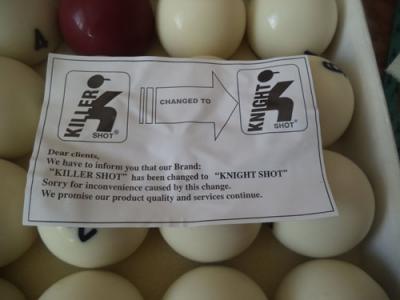 4
KILLER
SHOT®
CHANGED TO
KNIGHT
SHOT®
Dear clients,
We have to inform you that our Brand;
"KILLER SHOT" has been changed to "KNIGHT SHOT"
Sorry for inconvenience caused by this change.
We promise our product quality and services continue.